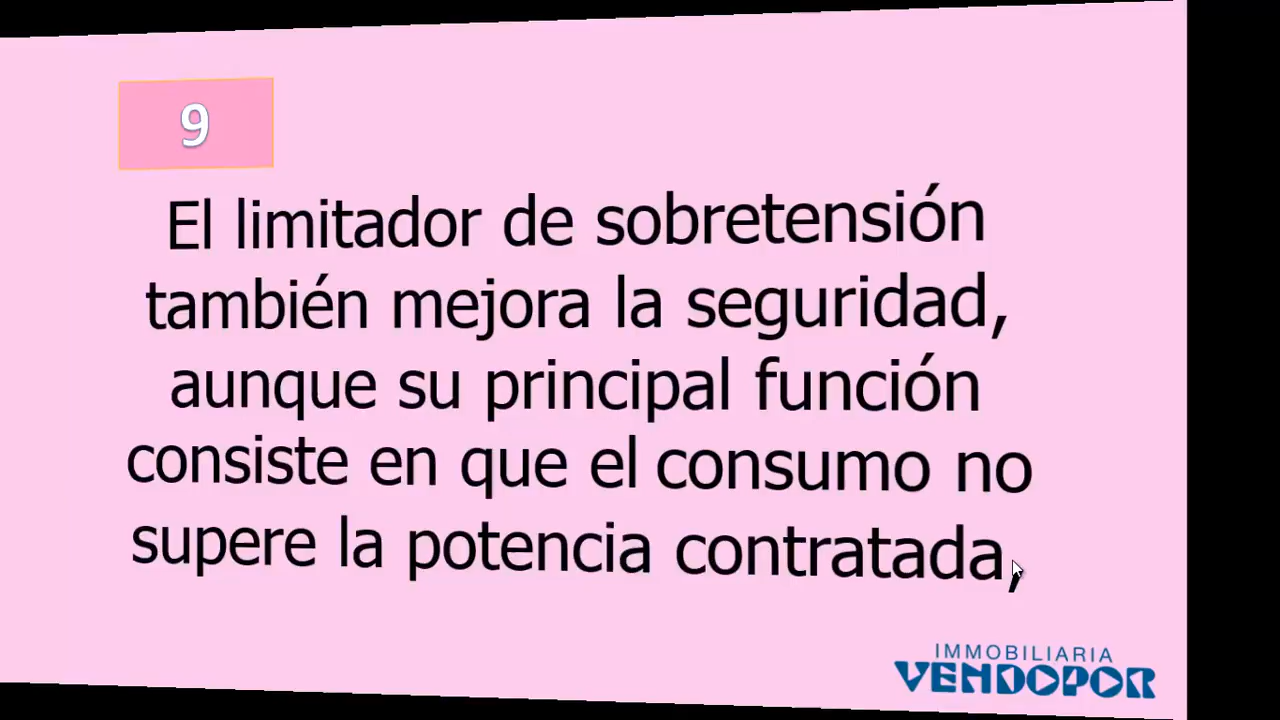 9
El limitador de sobretensión
también mejora la seguridad,
aunque su principal función
consiste en que el consumo no
supere la potencia contratada,
IMMOBILIARIA
VENDOPOR